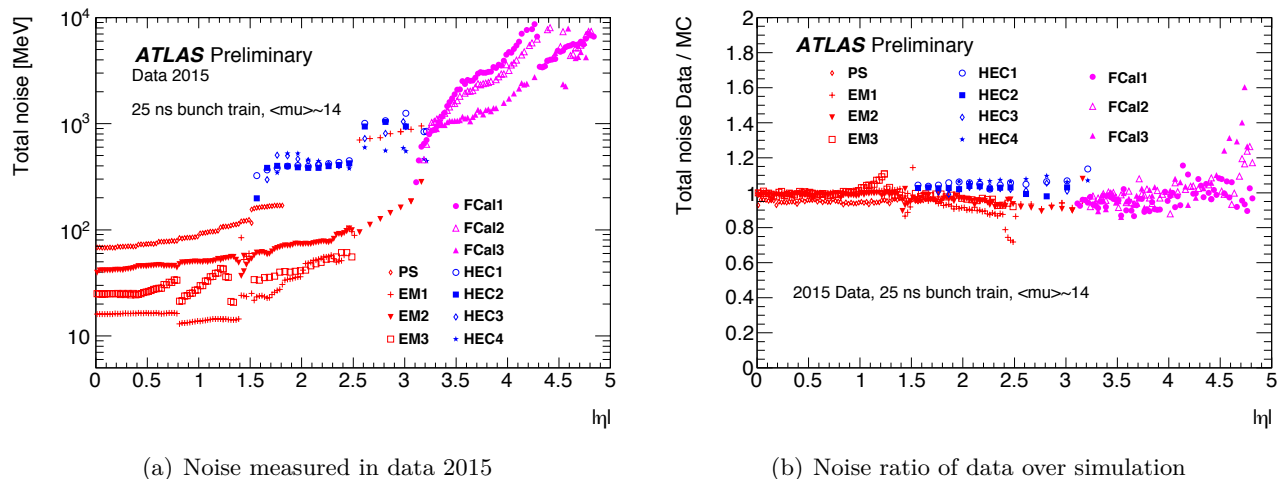 Total noise [MeV]
10⁴
10³
10²
10
ATLAS Preliminary
Data 2015
25 ns bunch train, <mu>~14
FCal1
FCal2
FCal3
PS
HEC1
EM1
HEC2
EM2
HEC3
EM3
HEC4
0 0.5 1 1.5 2 2.5 3 3.5 4 4.5 5
|η|
(a) Noise measured in data 2015
Total noise Data / MC
2
1.8
1.6
1.4
1.2
1
0.8
0.6
0.4
0.2
0
ATLAS Preliminary
PS
HEC1
FCal1
EM1
HEC2
EM2
HEC3
FCal2
EM3
HEC4
FCal3
2015 Data, 25 ns bunch train, <mu>~14
0 0.5 1 1.5 2 2.5 3 3.5 4 4.5 5
|η|
(b) Noise ratio of data over simulation